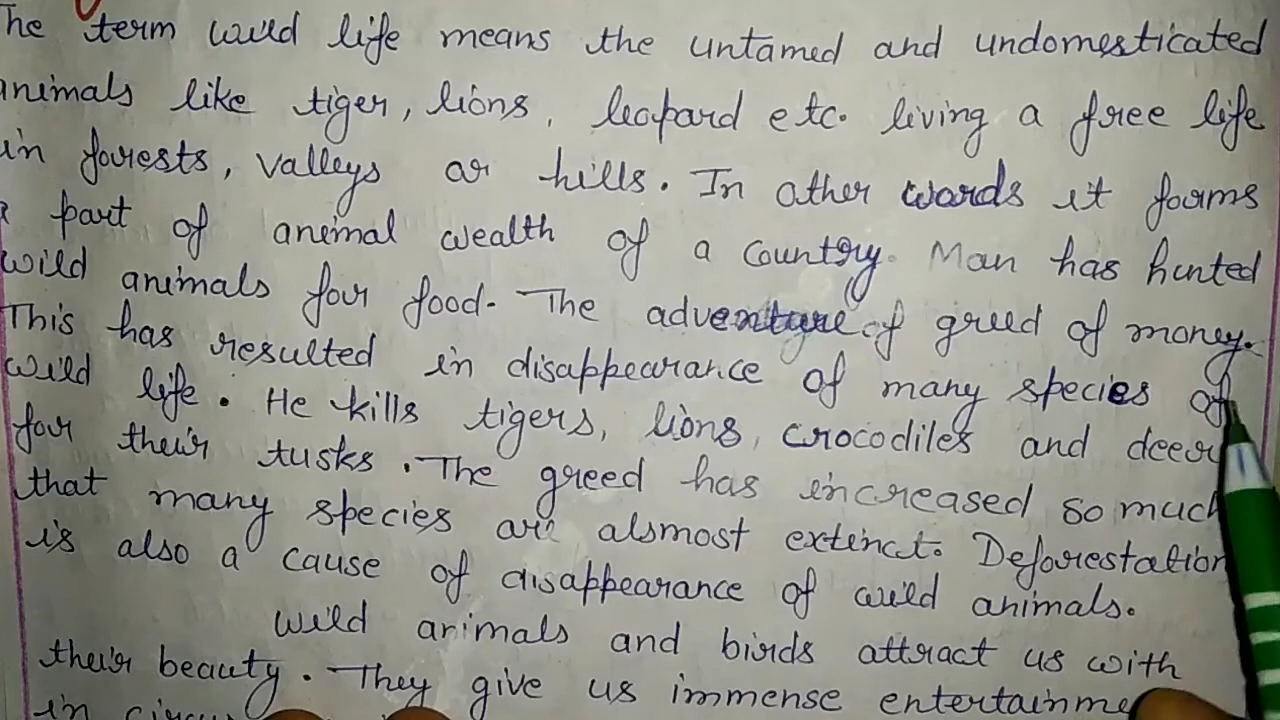 The term wild life means the untamed and undomesticated
animals like tiger, lions, leopard etc. living a free life
in forests, valleys or hills. In other words it forms
a part of animal wealth of a country. Man has hunted
wild animals for food. The adventure of greed of money.
This has resulted in disappearance of many species of
wild life. He kills tigers, lions, crocodiles and deer
for their tusks. The greed has increased so much
that many species are alsmost extinct. Deforestation
is also a cause of disappearance of wild animals.
wild animals and birds attract us with
their beauty. They give us immense entertainme
in circu